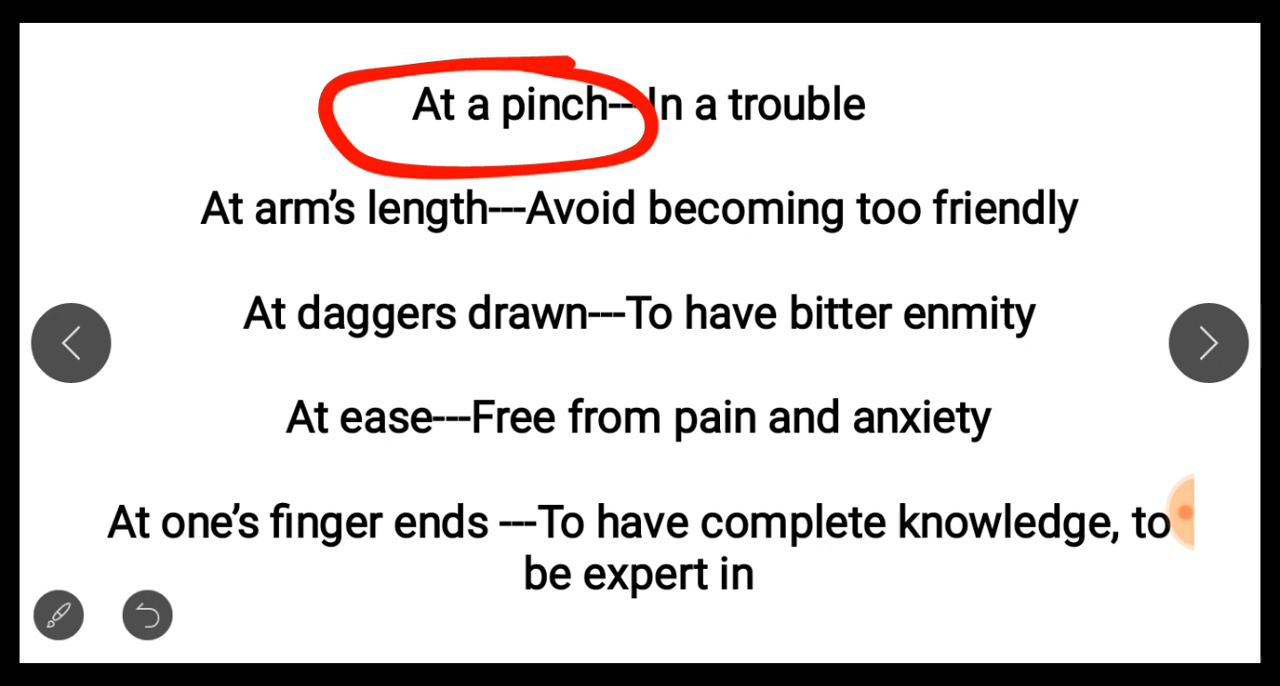 At a pinch---In a trouble
At arm's length---Avoid becoming too friendly
At daggers drawn---To have bitter enmity
At ease---Free from pain and anxiety
At one's finger ends ---To have complete knowledge, to
be expert in